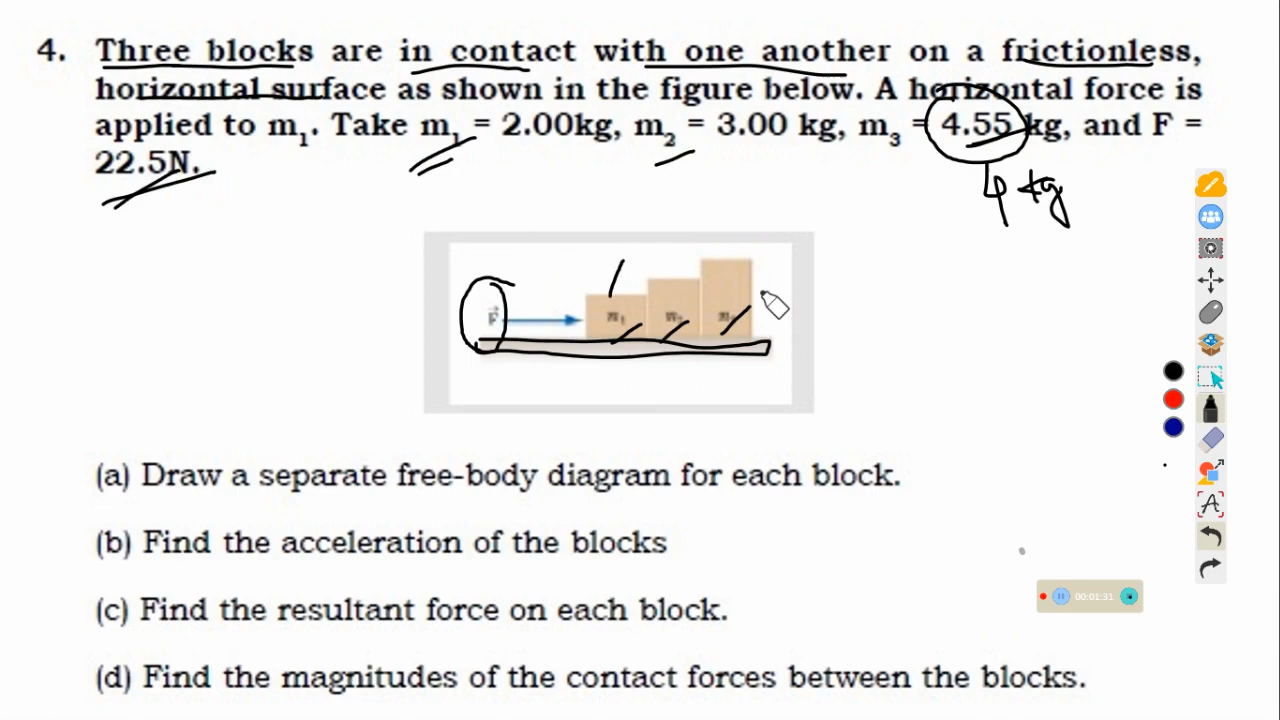 4. Three blocks are in contact with one another on a frictionless,
horizontal surface as shown in the figure below. A horizontal force is
applied to m₁. Take m₁ = 2.00kg, m₂ = 3.00 kg, m₃ = 4.55 kg, and F =
22.5N.
4 kg
F m₁ m₂
(a) Draw a separate free-body diagram for each block.
(b) Find the acceleration of the blocks
(c) Find the resultant force on each block.
00:01:31
(d) Find the magnitudes of the contact forces between the blocks.